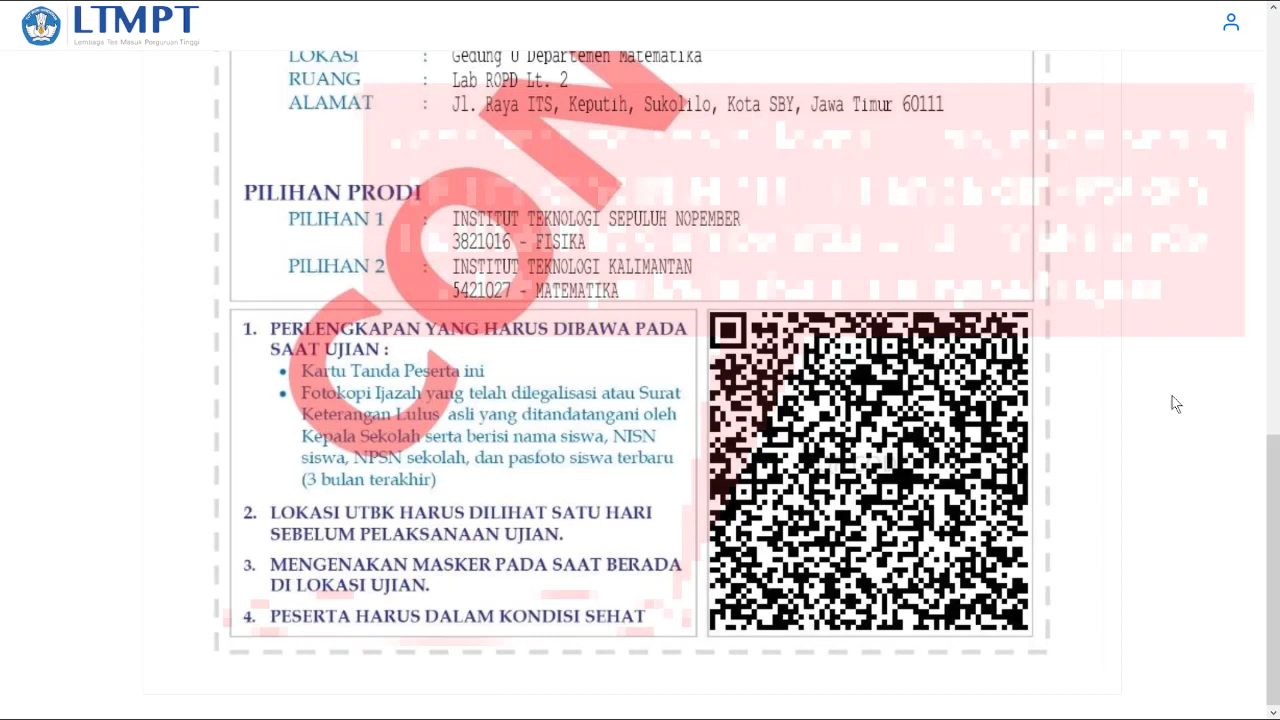 LTMPT
Lembaga Tes Masuk Perguruan Tinggi
LOKASI : Gedung U Departemen Matematika
RUANG : Lab ROPD Lt. 2
ALAMAT : Jl. Raya ITS, Keputih, Sukolilo, Kota SBY, Jawa Timur 60111
PILIHAN PRODI
PILIHAN 1 : INSTITUT TEKNOLOGI SEPULUH NOPEMBER
3821016 - FISIKA
PILIHAN 2 : INSTITUT TEKNOLOGI KALIMANTAN
5421027 - MATEMATIKA
CON
1. PERLENGKAPAN YANG HARUS DIBAWA PADA
SAAT UJIAN :
• Kartu Tanda Peserta ini
• Fotokopi Ijazah yang telah dilegalisasi atau Surat
Keterangan Lulus asli yang ditandatangani oleh
Kepala Sekolah serta berisi nama siswa, NISN
siswa, NPSN sekolah, dan pasfoto siswa terbaru
(3 bulan terakhir)
2. LOKASI UTBK HARUS DILIHAT SATU HARI
SEBELUM PELAKSANAAN UJIAN.
3. MENGENAKAN MASKER PADA SAAT BERADA
DI LOKASI UJIAN.
4. PESERTA HARUS DALAM KONDISI SEHAT